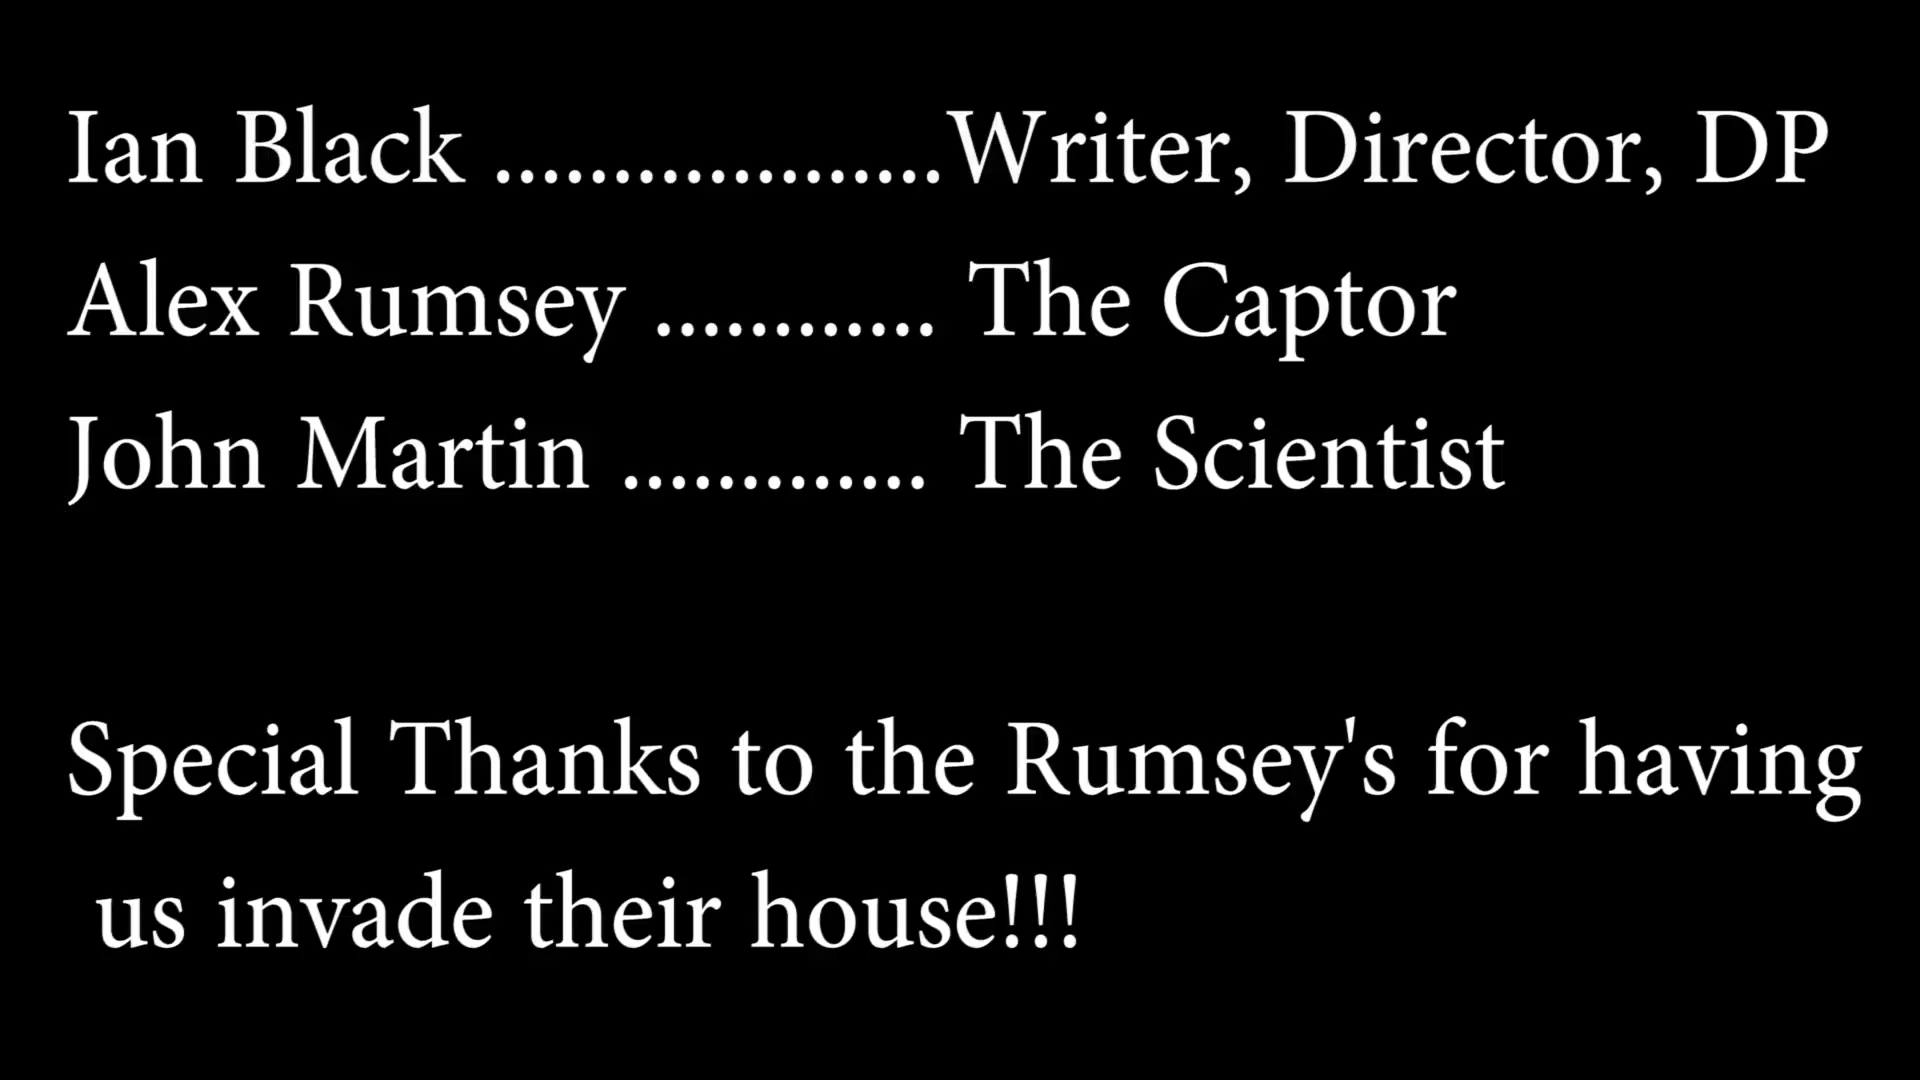 Ian Black ...................Writer, Director, DP
Alex Rumsey ............ The Captor
John Martin ............. The Scientist
Special Thanks to the Rumsey's for having
us invade their house!!!